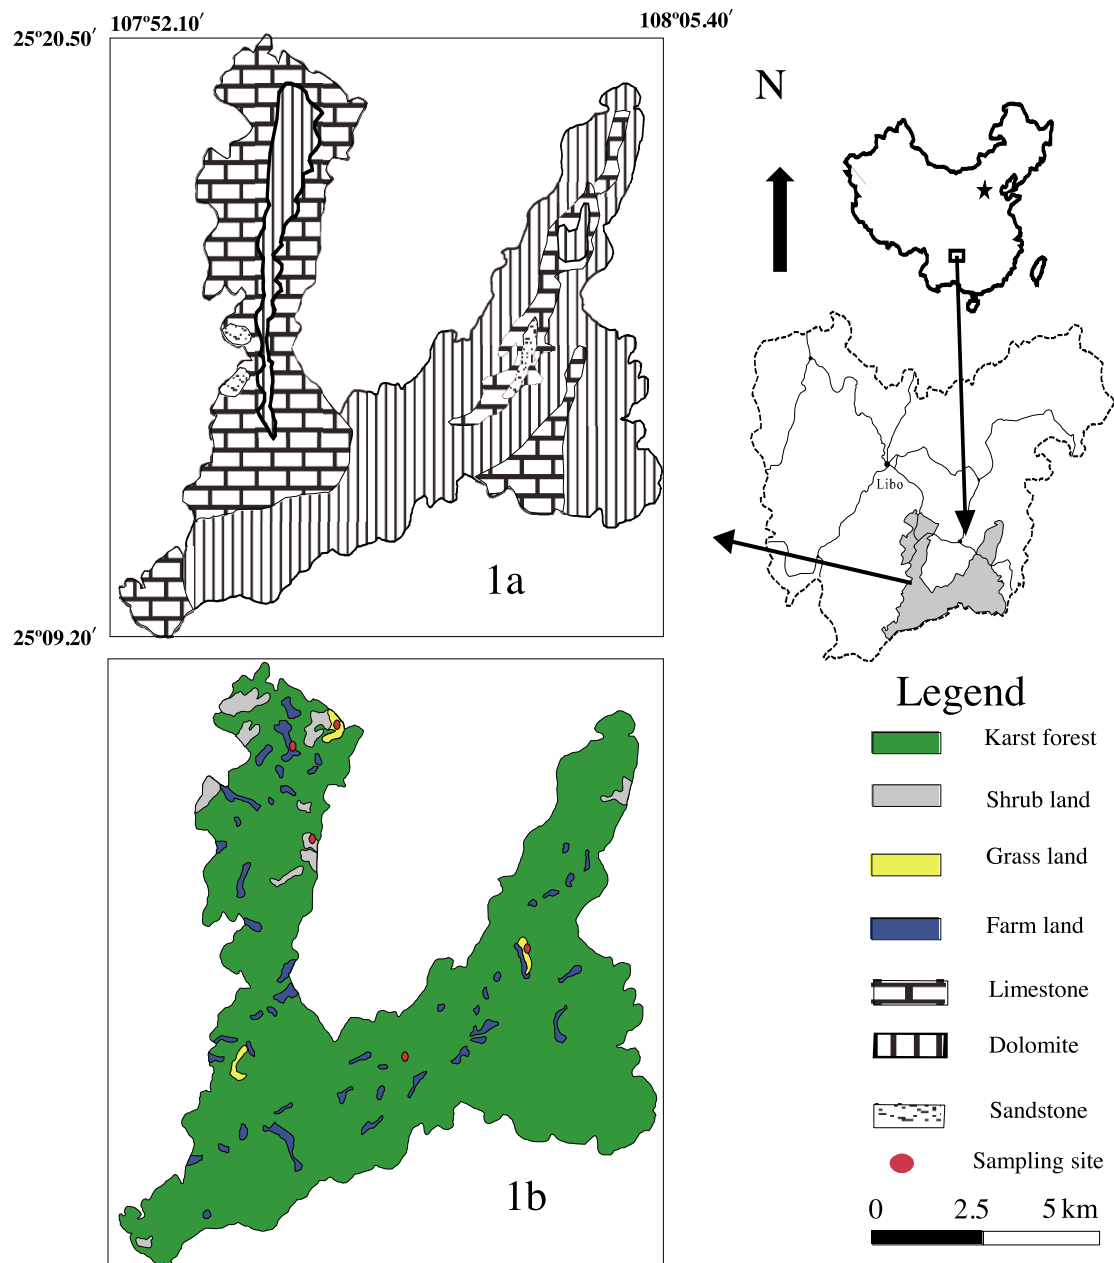 107º52.10′
108º05.40′
25º20.50′
N
Libo
1a
25º09.20′
Legend
Karst forest
Shrub land
Grass land
Farm land
Limestone
Dolomite
Sandstone
Sampling site
1b
0 2.5 5 km